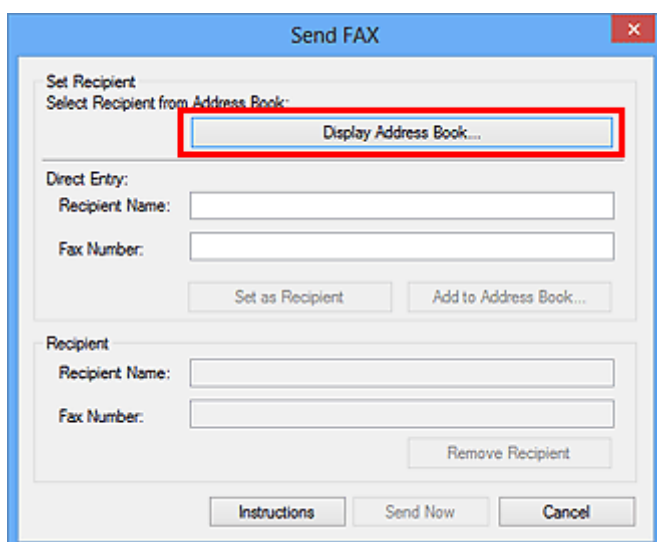 Send FAX
Set Recipient
Select Recipient from Address Book:
Display Address Book...
Direct Entry:
Recipient Name:
Fax Number:
Set as Recipient Add to Address Book...
Recipient
Recipient Name:
Fax Number:
Remove Recipient
Instructions Send Now Cancel